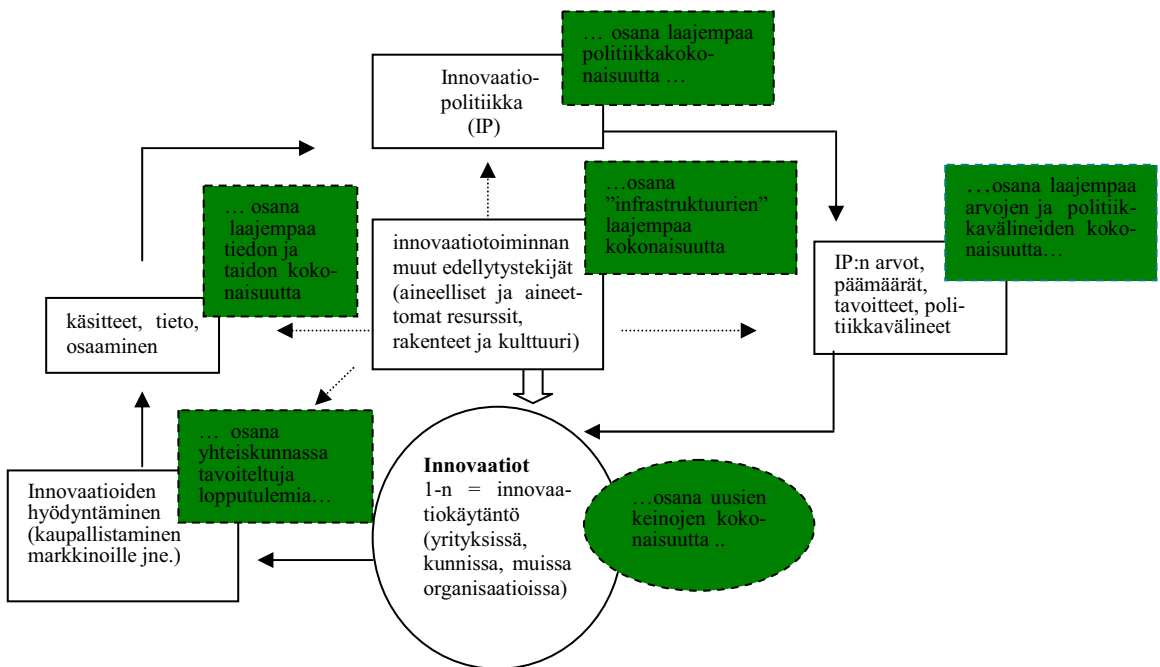 … osana laajempaa
politiikkakoko-
naisuutta …
Innovaatio-
politiikka
(IP)
… osana
laajempaa
tiedon ja
taidon koko-
naisuutta
…osana
”infrastruktuurien”
laajempaa
kokonaisuutta
…osana laajempaa
arvojen ja politiik-
kavälineiden koko-
naisuutta…
innovaatiotoiminnan
muut edellytystekijät
(aineelliset ja aineet-
tomat resurssit,
rakenteet ja kulttuuri)
IP:n arvot,
päämäärät,
tavoitteet, poli-
tiikkavälineet
käsitteet, tieto,
osaaminen
… osana
yhteiskunnassa
tavoiteltuja
lopputulemia…
Innovaatioiden
hyödyntäminen
(kaupallistaminen
markkinoille jne.)
Innovaatiot
1-n = innovaa-
tiokäytäntö
(yrityksissä,
kunnissa, muissa
organisaatioissa)
…osana uusien
keinojen koko-
naisuutta ..